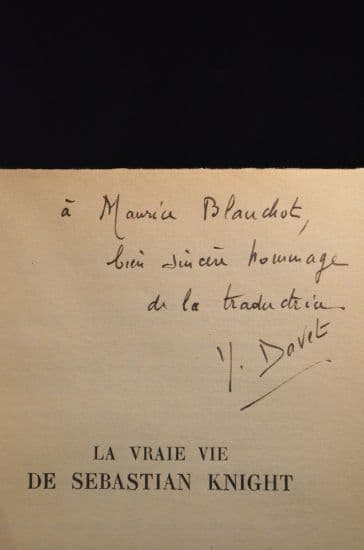 à Maurice Blanchot,
bien sincère hommage
de la traductrice
Y. Davet
LA VRAIE VIE
DE SEBASTIAN KNIGHT